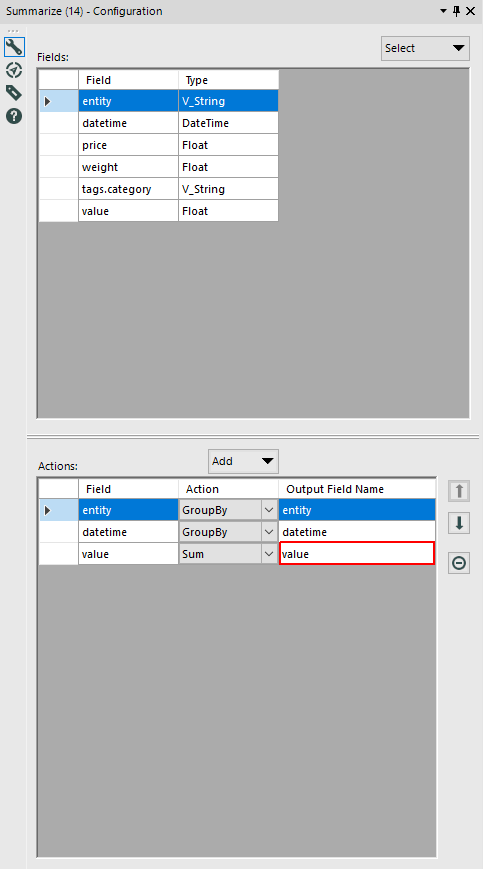 Summarize (14) - Configuration
Select
Fields:
Field Type
entity V_String
datetime DateTime
price Float
weight Float
tags.category V_String
value Float
Add
Actions:
Field Action Output Field Name
entity GroupBy entity
datetime GroupBy datetime
value Sum value